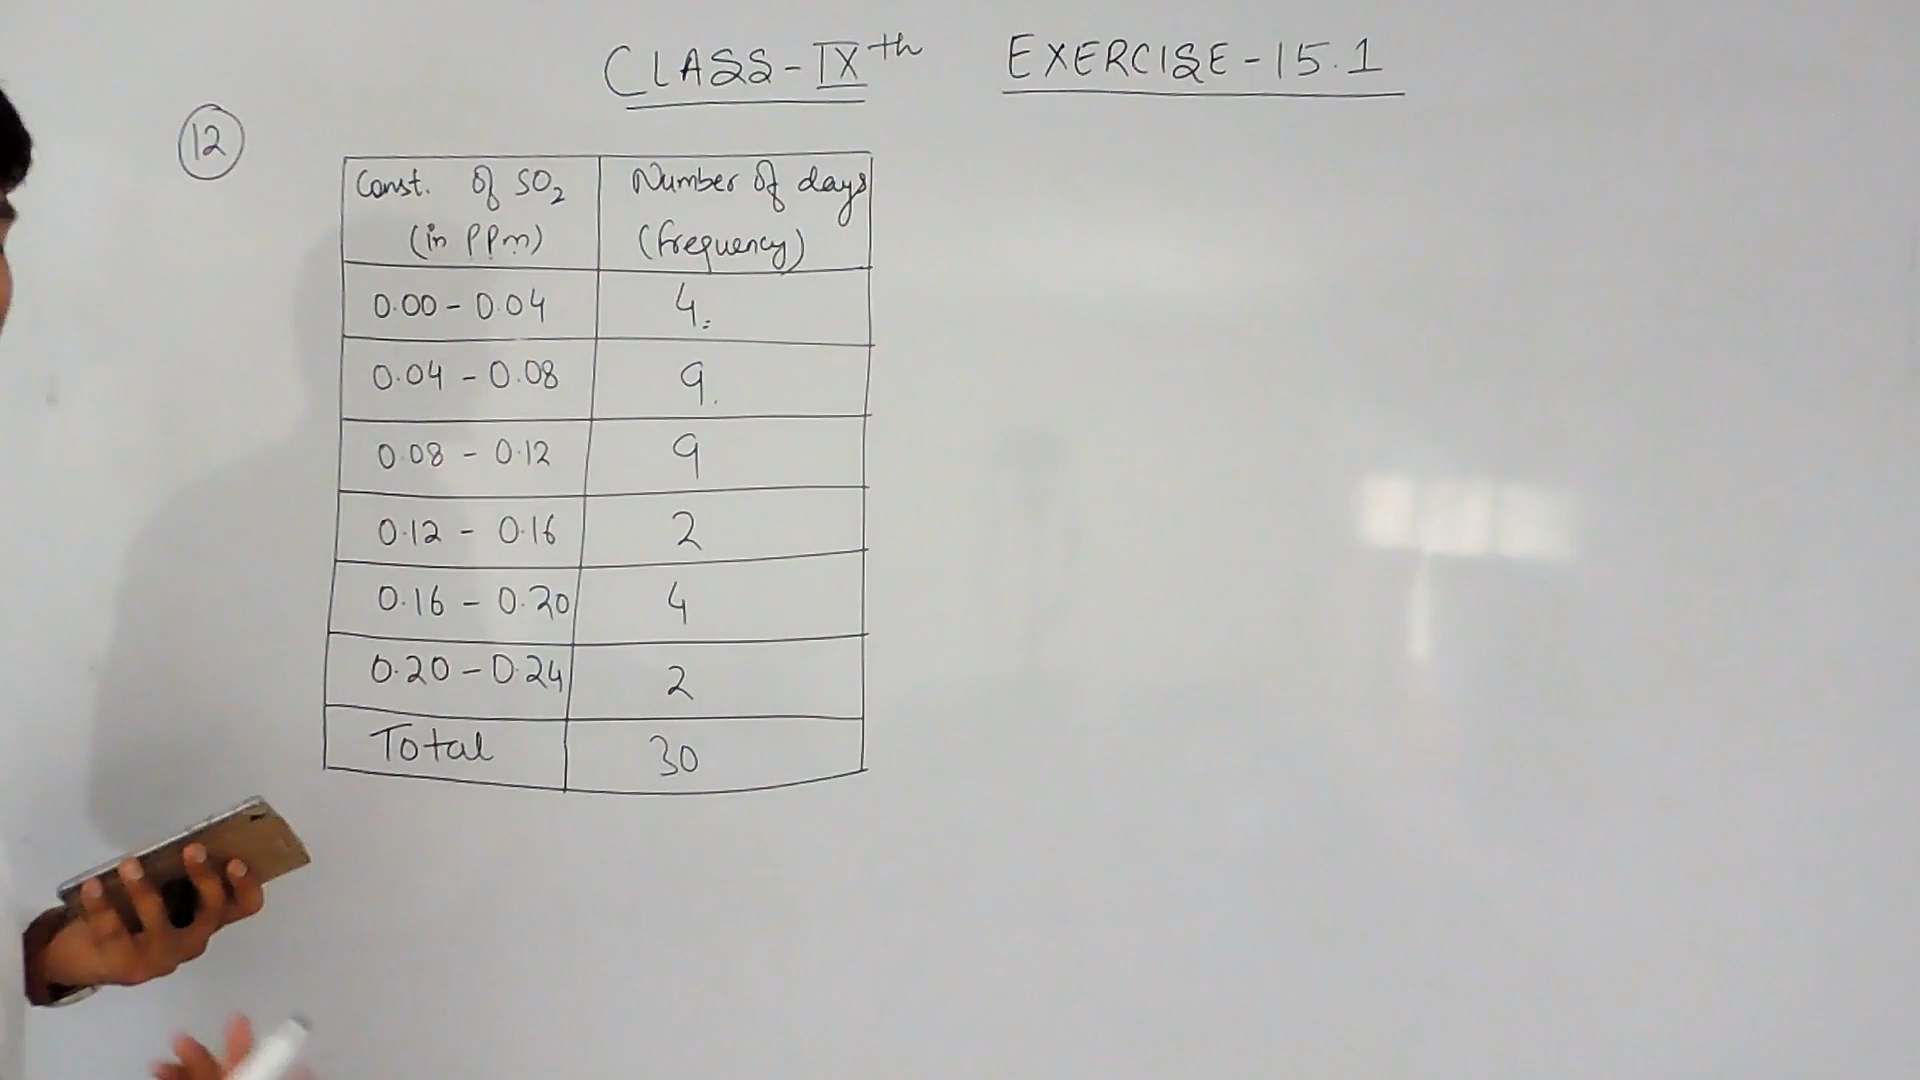 CLASS-IXth EXERCISE-15.1
12
Const. of SO2 Number of days
(in PPm) (frequency)
0.00 - 0.04 4
0.04 - 0.08 9
0.08 - 0.12 9
0.12 - 0.16 2
0.16 - 0.20 4
0.20 - 0.24 2
Total 30